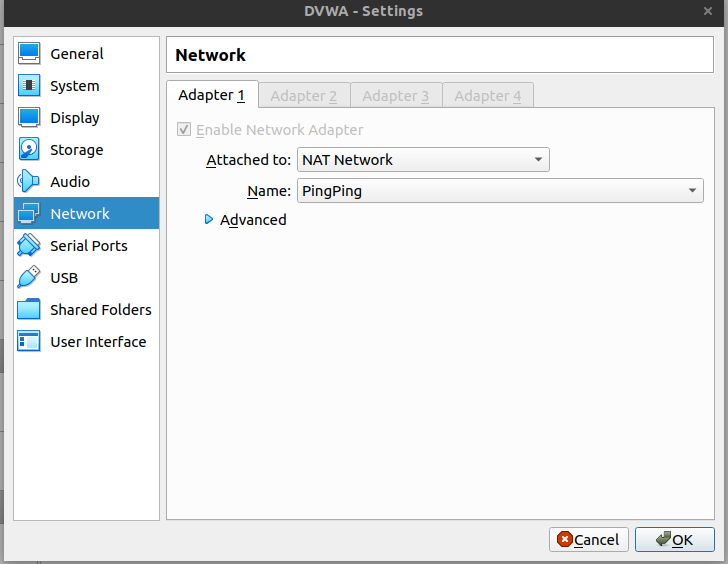 DVWA - Settings
General
System
Display
Storage
Audio
Network
Serial Ports
USB
Shared Folders
User Interface
Network
Adapter 1 Adapter 2 Adapter 3 Adapter 4
Enable Network Adapter
Attached to: NAT Network
Name: PingPing
Advanced
Cancel OK